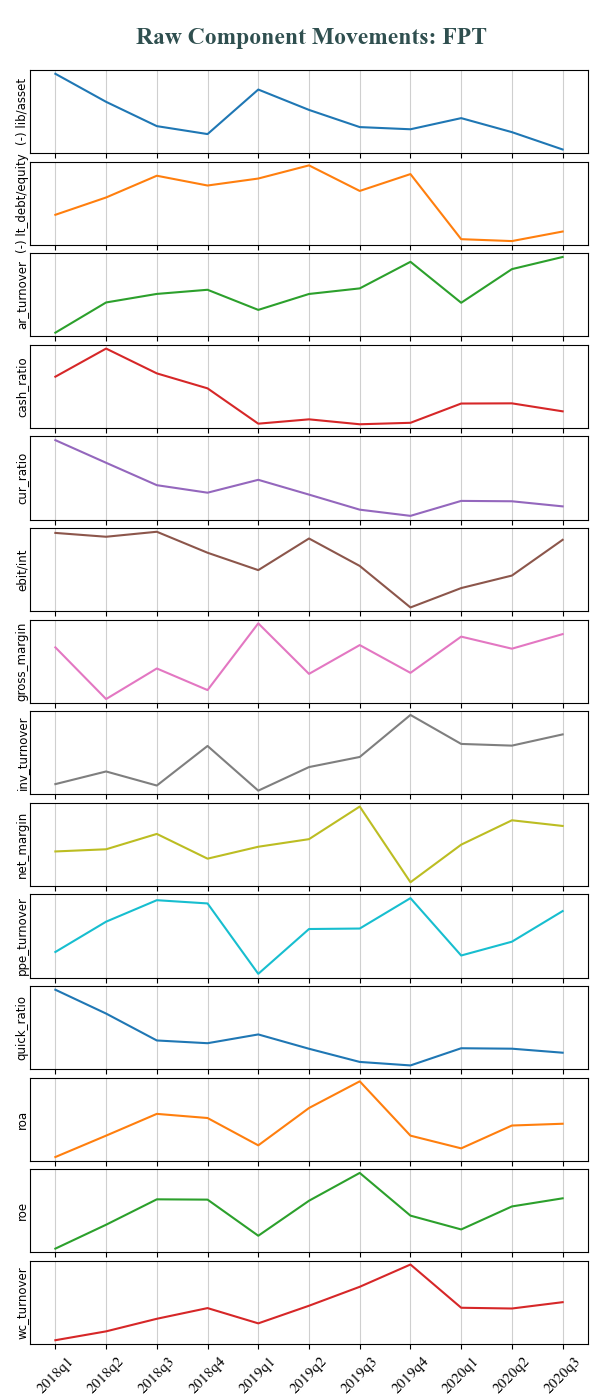 Raw Component Movements: FPT
(-) lib/asset
(-) lt_debt/equity
ar_turnover
cash_ratio
cur_ratio
ebit/int
gross_margin
inv_turnover
net_margin
ppe_turnover
quick_ratio
roa
roe
wc_turnover
2018q1
2018q2
2018q3
2018q4
2019q1
2019q2
2019q3
2019q4
2020q1
2020q2
2020q3